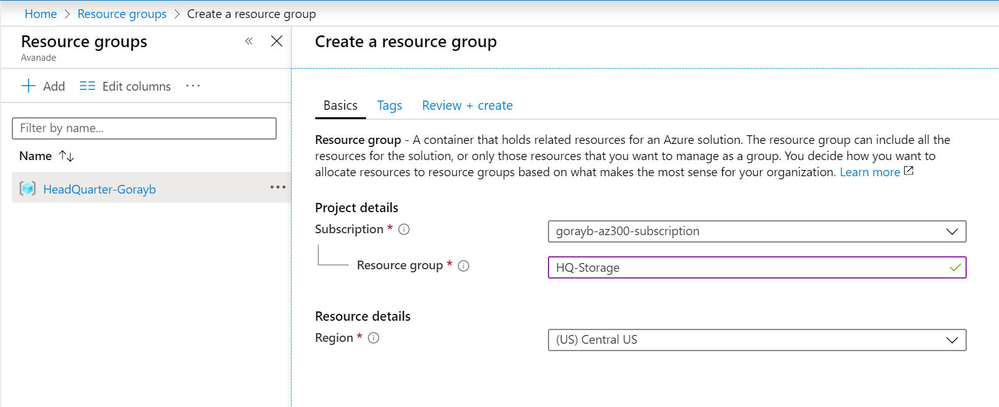 Home > Resource groups > Create a resource group
Resource groups
Avanade
Add Edit columns ...
Filter by name...
Name
HeadQuarter-Gorayb ...
Create a resource group
Basics Tags Review + create
Resource group - A container that holds related resources for an Azure solution. The resource group can include all the
resources for the solution, or only those resources that you want to manage as a group. You decide how you want to
allocate resources to resource groups based on what makes the most sense for your organization. Learn more
Project details
Subscription * gorayb-az300-subscription
Resource group * HQ-Storage
Resource details
Region * (US) Central US